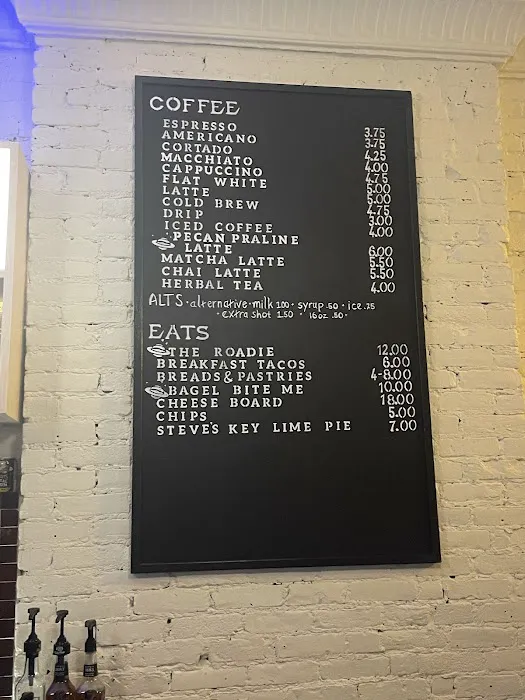 COFFEE
ESPRESSO 3.75
AMERICANO 3.75
CORTADO 4.25
MACCHIATO 4.00
CAPPUCCINO 4.75
FLAT WHITE 5.00
LATTE 5.00
COLD BREW 4.75
DRIP 3.00
ICED COFFEE 4.00
PECAN PRALINE
LATTE 6.00
MATCHA LATTE 5.50
CHAI LATTE 5.50
HERBAL TEA 4.00
ALTS • alternative • milk 1.00 • syrup .50 • ice .75
• extra shot 1.50 • 16oz .50 •
EATS
THE ROADIE 12.00
BREAKFAST TACOS 6.00
BREADS & PASTRIES 4-8.00
BAGEL BITE ME 10.00
CHEESE BOARD 18.00
CHIPS 5.00
STEVE'S KEY LIME PIE 7.00